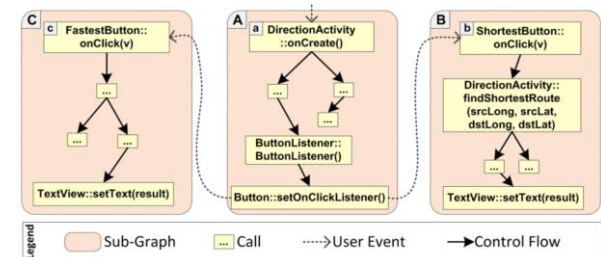 C
c
FastestButton::
onClick(v)
...
...
...
TextView::setText(result)
A
a
DirectionActivity
::onCreate()
...
...
...
ButtonListener::
ButtonListener()
Button::setOnClickListener()
B
b
ShortestButton::
onClick(v)
DirectionActivity::
findShortestRoute
(srcLong, srcLat,
dstLong, dstLat)
...
...
TextView::setText(result)
Legend
Sub-Graph
... Call
User Event
Control Flow